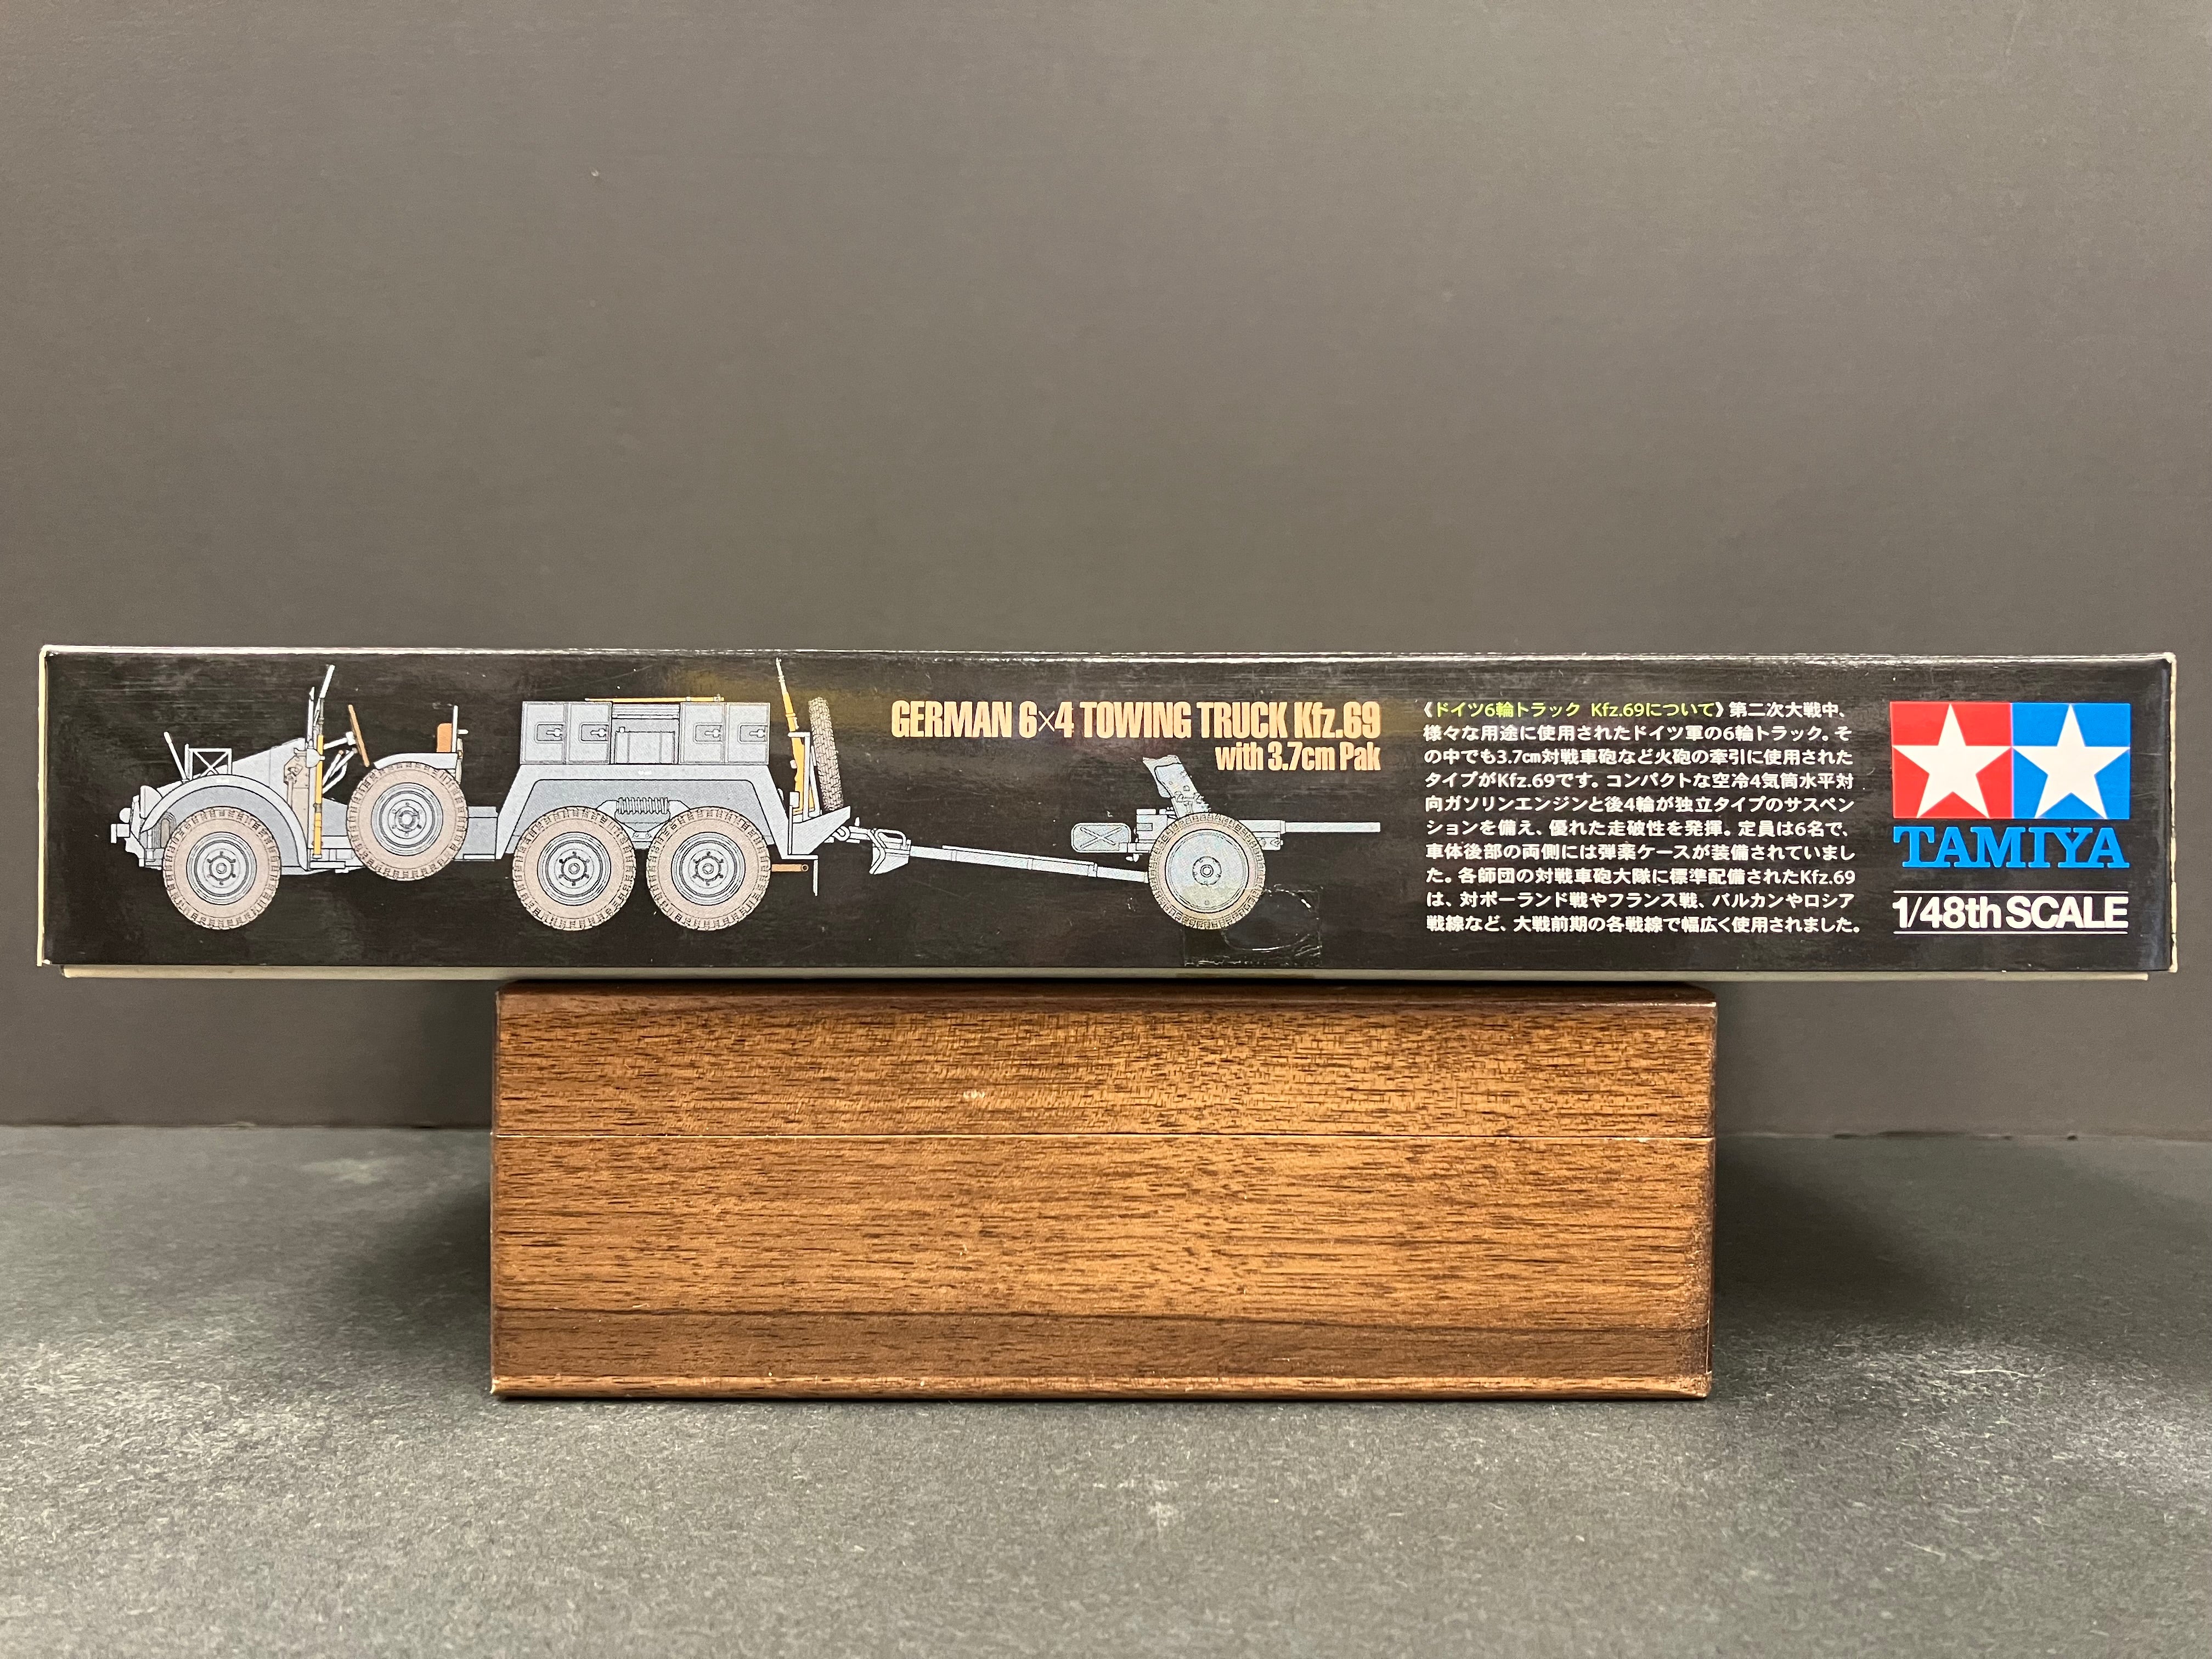 GERMAN 6×4 TOWING TRUCK Kfz.69
with 3.7cm Pak
《ドイツ6輪トラック Kfz.69について》第二次大戦中、
様々な用途に使用されたドイツ軍の6輪トラック。そ
の中でも3.7cm対戦車砲など火砲の牽引に使用された
タイプがKfz.69です。コンパクトな空冷4気筒水平対
向ガソリンエンジンと後4輪が独立タイプのサスペン
ションを備え、優れた走破性を発揮。定員は6名で、
車体後部の両側には弾薬ケースが装備されていまし
た。各師団の対戦車砲大隊に標準配備されたKfz.69
は、対ポーランド戦やフランス戦、バルカンやロシア
戦線など、大戦前期の各戦線で幅広く使用されました。
TAMIYA
1/48th SCALE